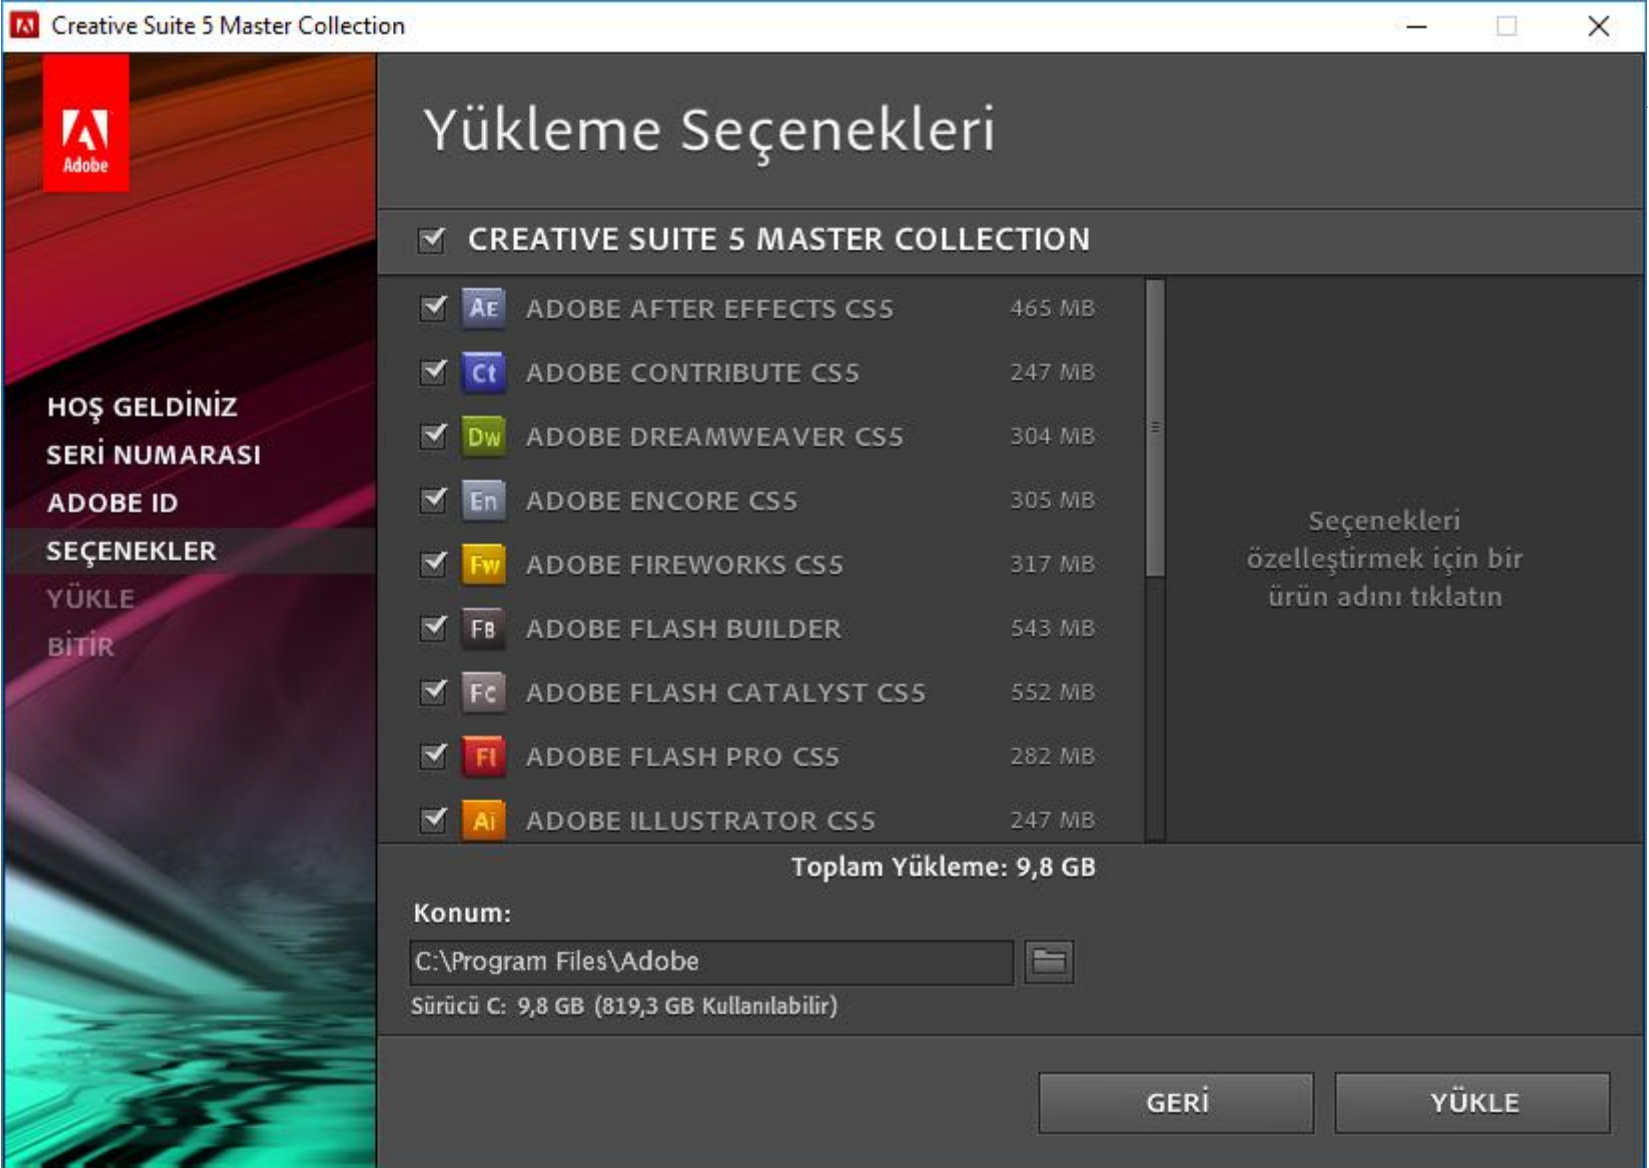 Creative Suite 5 Master Collection
Adobe
Yükleme Seçenekleri
CREATIVE SUITE 5 MASTER COLLECTION
HOŞ GELDİNİZ
SERİ NUMARASI
ADOBE ID
SEÇENEKLER
YÜKLE
BİTİR
AE ADOBE AFTER EFFECTS CS5 465 MB
Ct ADOBE CONTRIBUTE CS5 247 MB
Dw ADOBE DREAMWEAVER CS5 304 MB
En ADOBE ENCORE CS5 305 MB
Fw ADOBE FIREWORKS CS5 317 MB
FB ADOBE FLASH BUILDER 543 MB
Fc ADOBE FLASH CATALYST CS5 552 MB
Fl ADOBE FLASH PRO CS5 282 MB
Ai ADOBE ILLUSTRATOR CS5 247 MB
Seçenekleri
özelleştirmek için bir
ürün adını tıklatın
Toplam Yükleme: 9,8 GB
Konum:
C:\Program Files\Adobe
Sürücü C: 9,8 GB (819,3 GB Kullanılabilir)
GERİ
YÜKLE